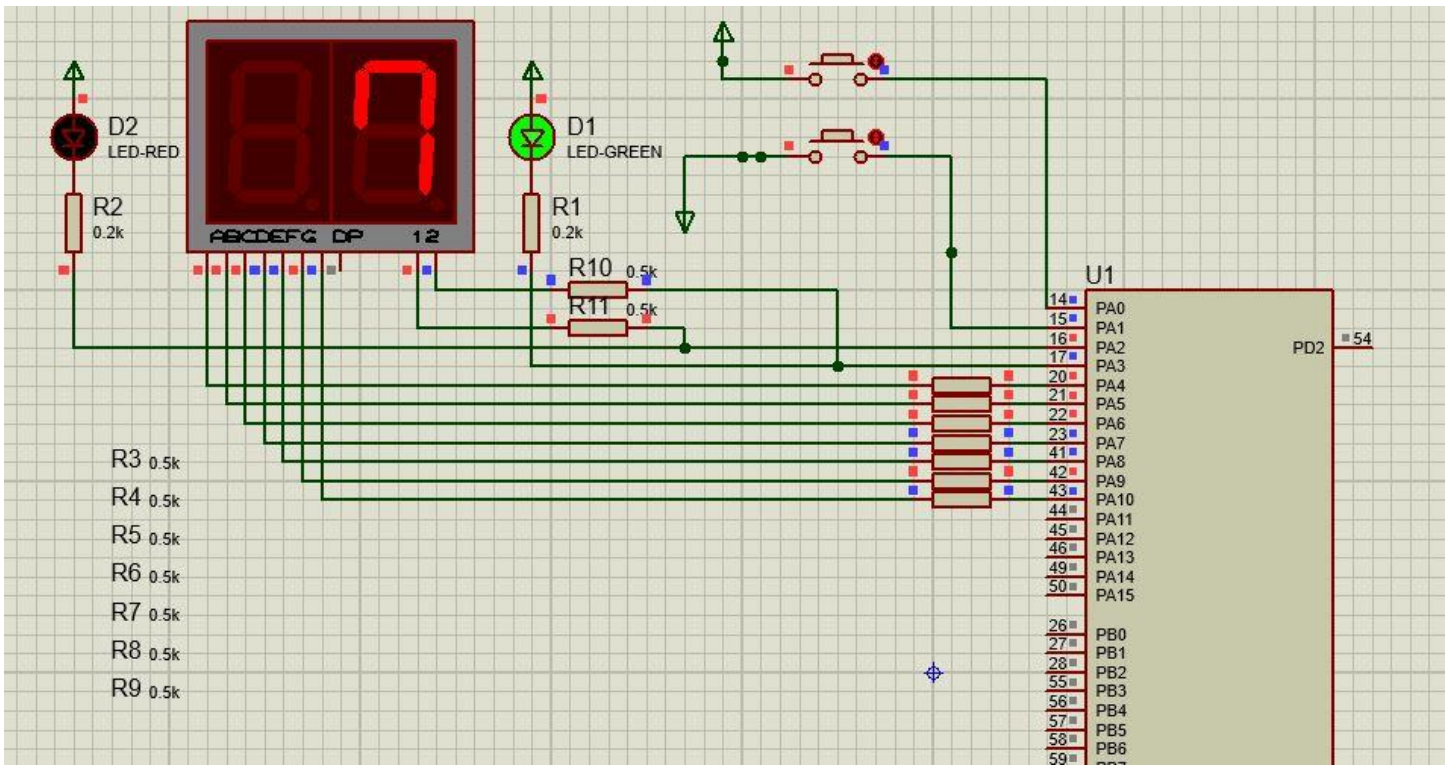 D2
LED-RED
R2
0.2k
ABCDEFG DP
12
D1
LED-GREEN
R1
0.2k
R10 0.5k
R11 0.5k
R3 0.5k
R4 0.5k
R5 0.5k
R6 0.5k
R7 0.5k
R8 0.5k
R9 0.5k
U1
14 PA0
15 PA1
16 PA2
17 PA3
20 PA4
21 PA5
22 PA6
23 PA7
41 PA8
42 PA9
43 PA10
44 PA11
45 PA12
46 PA13
49 PA14
50 PA15
26 PB0
27 PB1
28 PB2
55 PB3
56 PB4
57 PB5
58 PB6
59
PD2 54